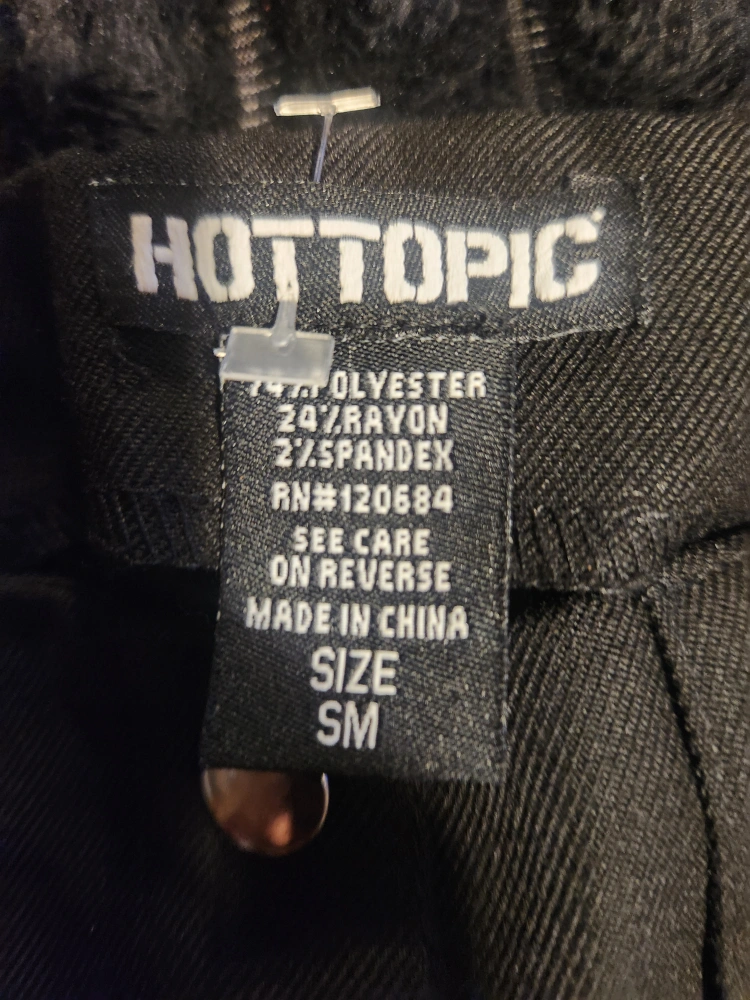 HOTTOPIC
74% POLYESTER
24%RAYON
2%SPANDEX
RN#120684
SEE CARE
ON REVERSE
MADE IN CHINA
SIZE
SM